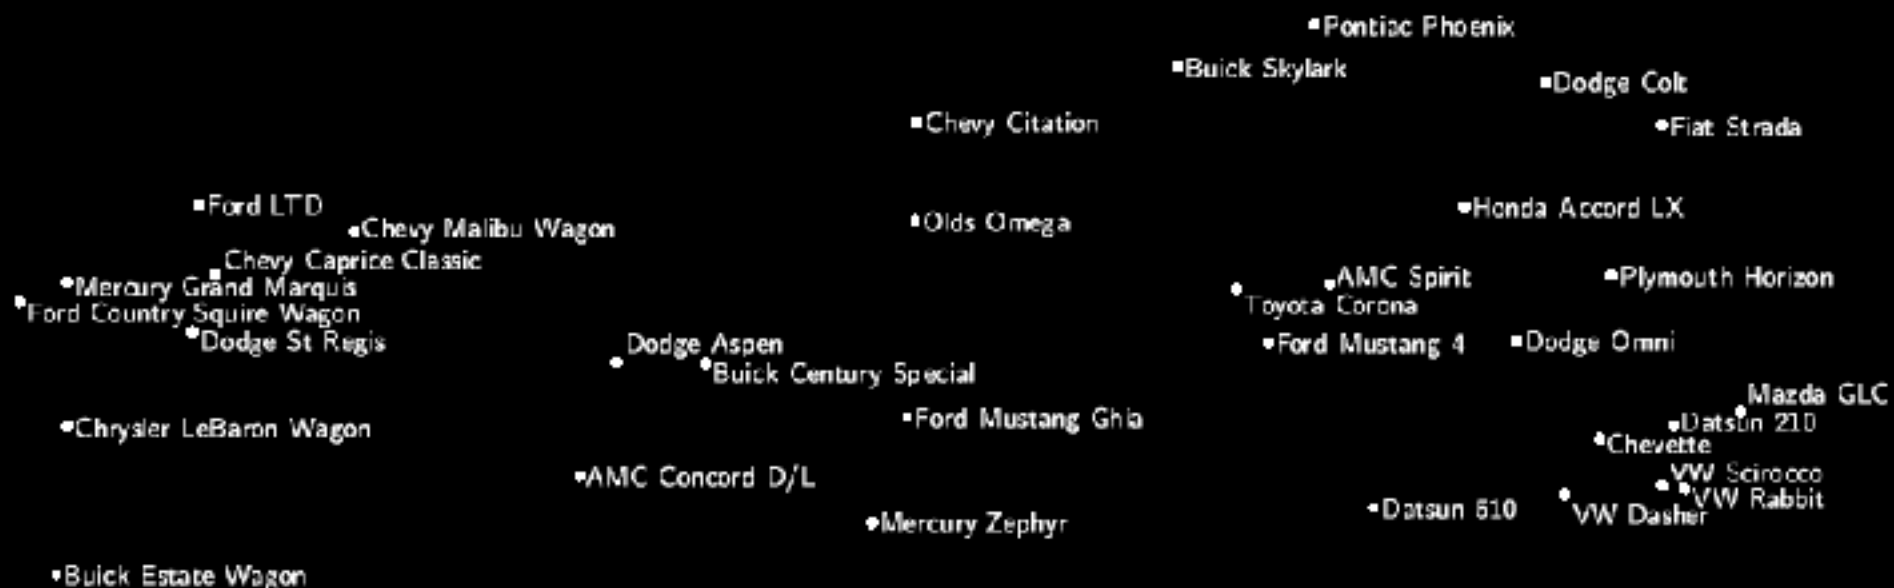 Pontiac Phoenix
Buick Skylark
Dodge Colt
Chevy Citation
Fiat Strada
Ford LTD
Honda Accord LX
Chevy Malibu Wagon
Olds Omega
Chevy Caprice Classic
AMC Spirit
Plymouth Horizon
Mercury Grand Marquis
Toyota Corona
Ford Country Squire Wagon
Dodge St Regis
Dodge Aspen
Ford Mustang 4
Dodge Omni
Buick Century Special
Mazda GLC
Ford Mustang Ghia
Datsun 210
Chrysler LeBaron Wagon
Chevette
AMC Concord D/L
VW Scirocco
VW Rabbit
Datsun 510
VW Dasher
Mercury Zephyr
Buick Estate Wagon